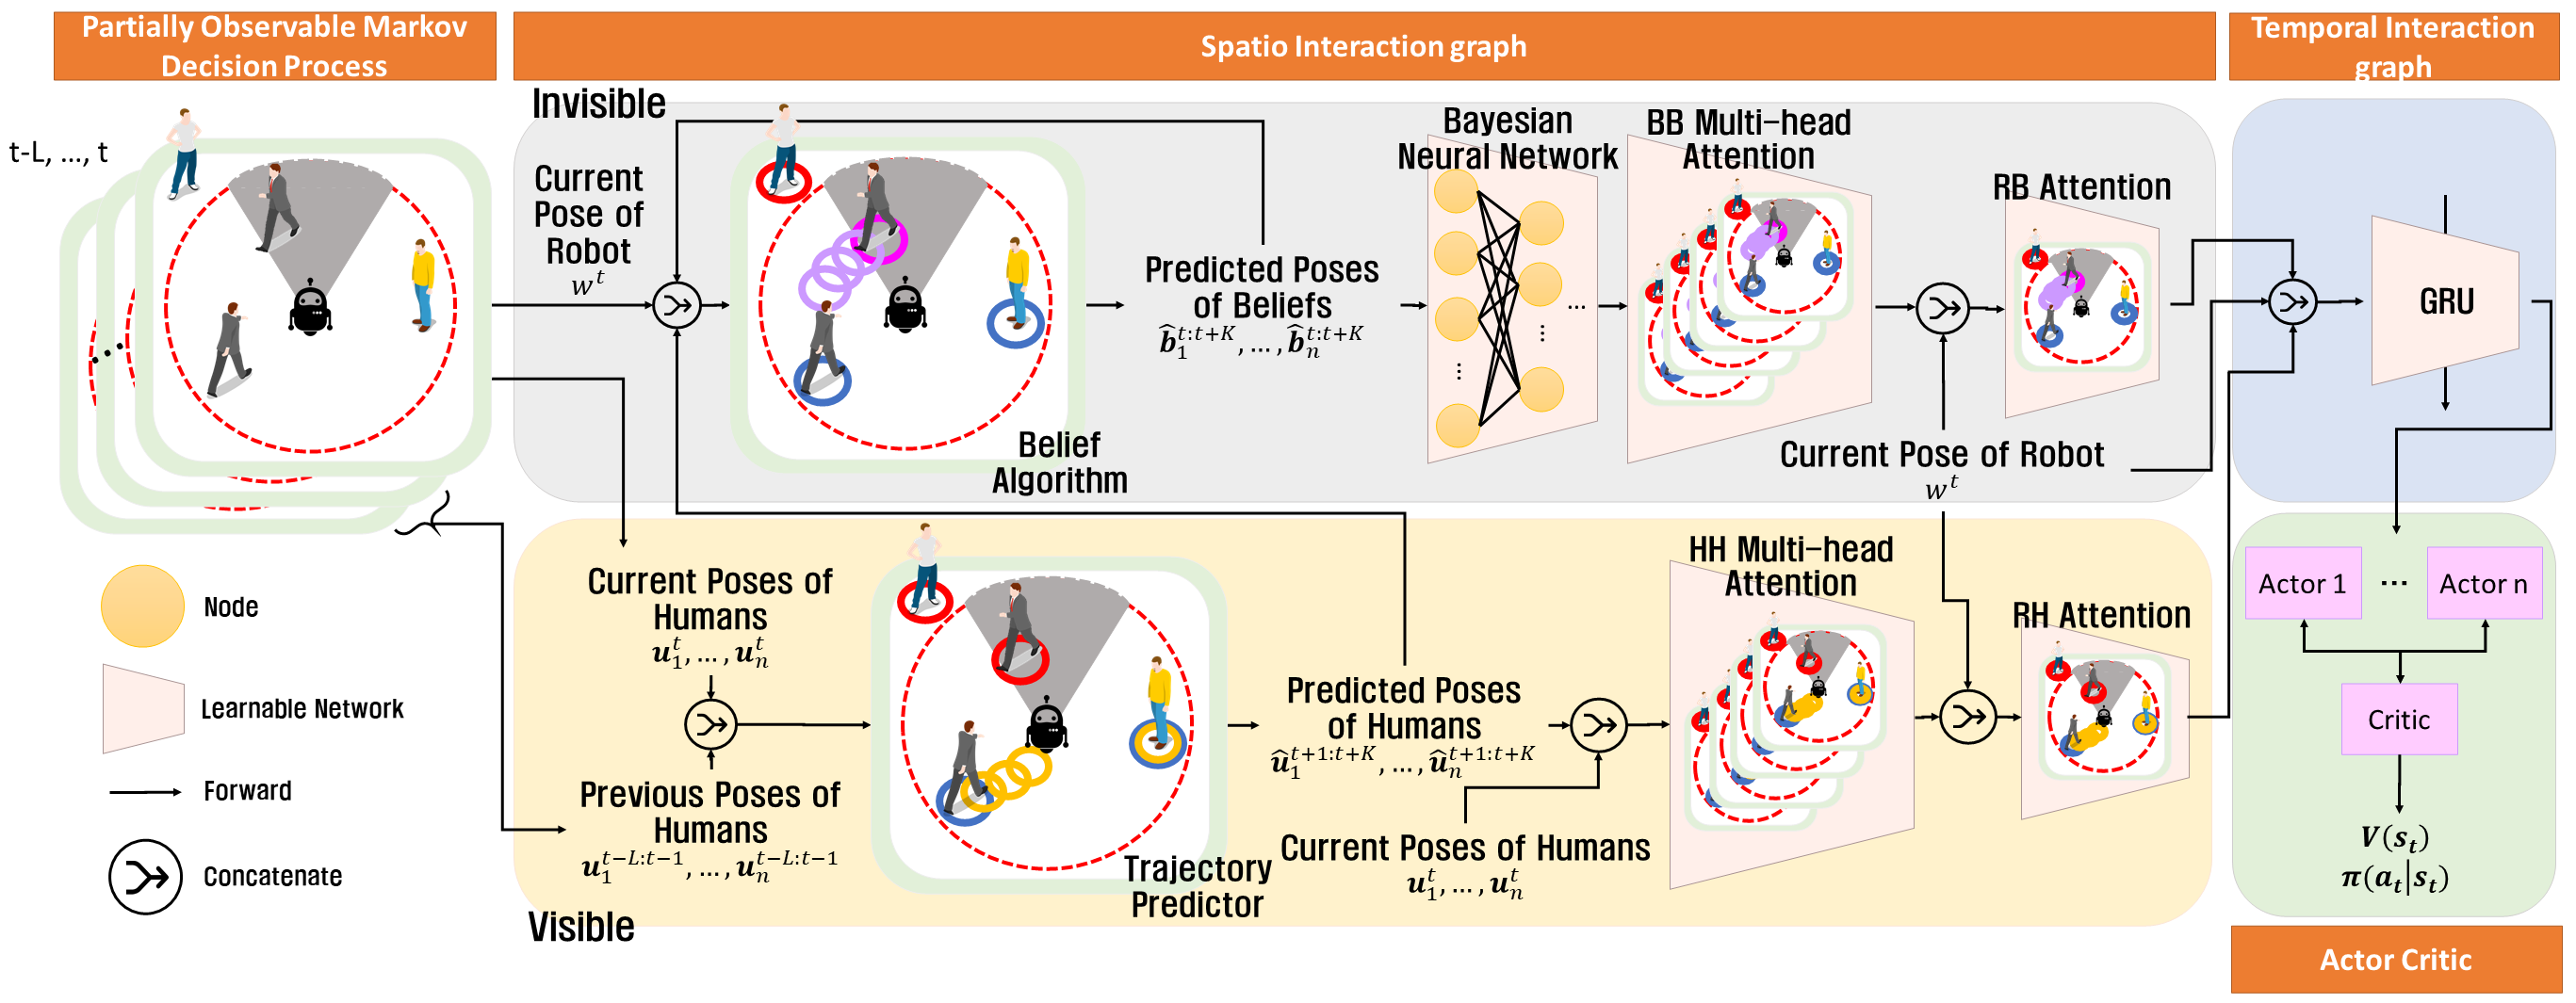 Partially Observable Markov
Decision Process
Spatio Interaction graph
Temporal Interaction
graph
t-L, ..., t
Invisible
Current
Pose of
Robot
w^t
Belief
Algorithm
Predicted Poses
of Beliefs
b̂_1^{t:t+K}, ..., b̂_n^{t:t+K}
Bayesian
Neural Network
...
⋮
⋮
BB Multi-head
Attention
RB Attention
Current Pose of Robot
w^t
GRU
Current Poses of
Humans
u_1^t, ..., u_n^t
Previous Poses of
Humans
u_1^{t-L:t-1}, ..., u_n^{t-L:t-1}
Visible
Trajectory
Predictor
Predicted Poses
of Humans
û_1^{t+1:t+K}, ..., û_n^{t+1:t+K}
Current Poses of Humans
u_1^t, ..., u_n^t
HH Multi-head
Attention
RH Attention
Actor 1
...
Actor n
Critic
V(s_t)
π(a_t|s_t)
Actor Critic
Node
Learnable Network
Forward
Concatenate